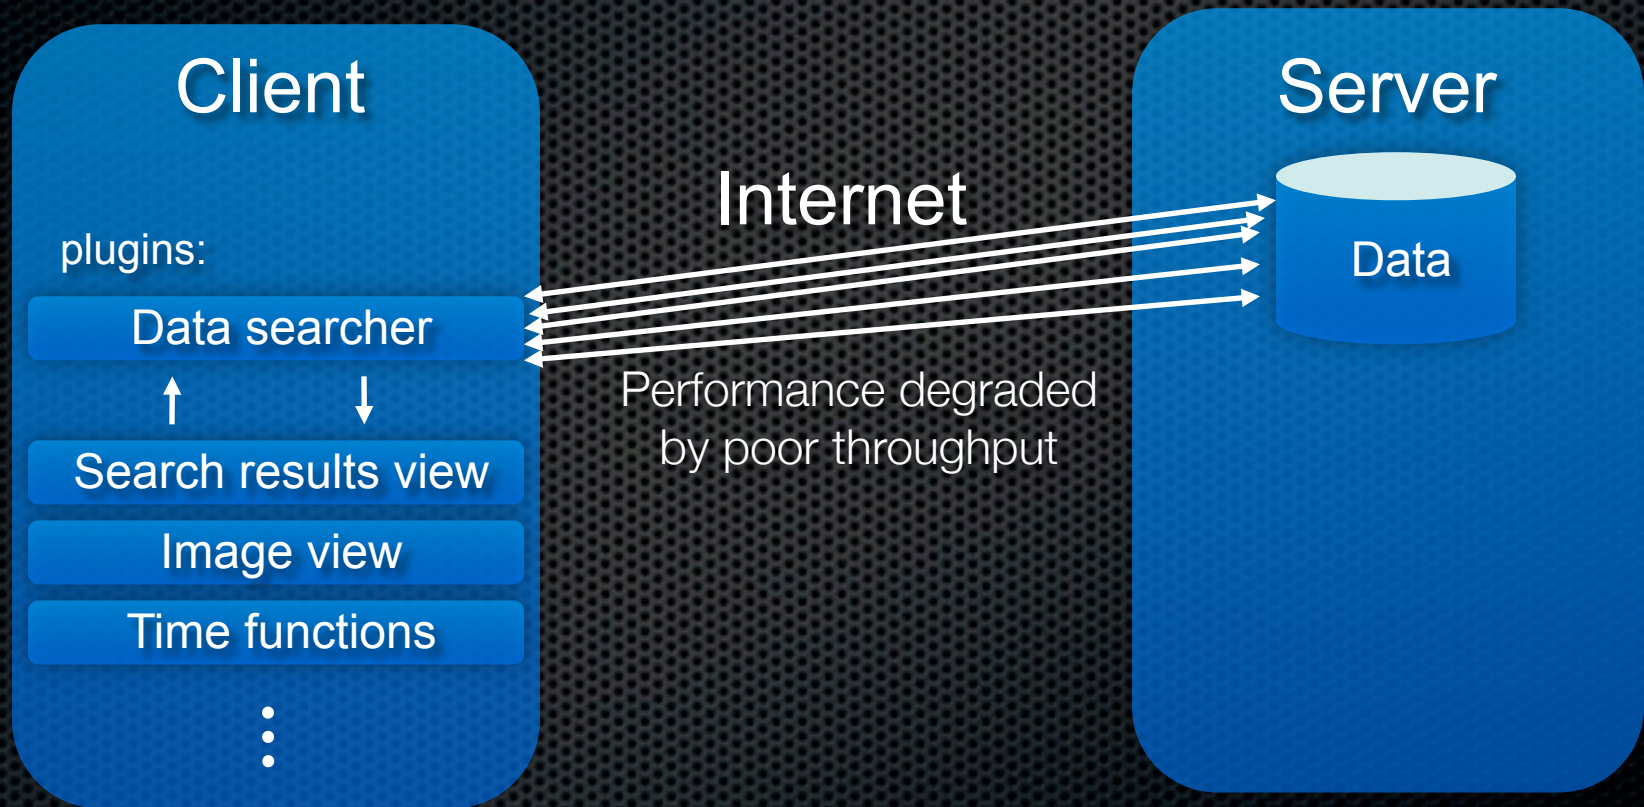 Client
plugins:
Data searcher
Search results view
Image view
Time functions
Internet
Performance degraded
by poor throughput
Server
Data